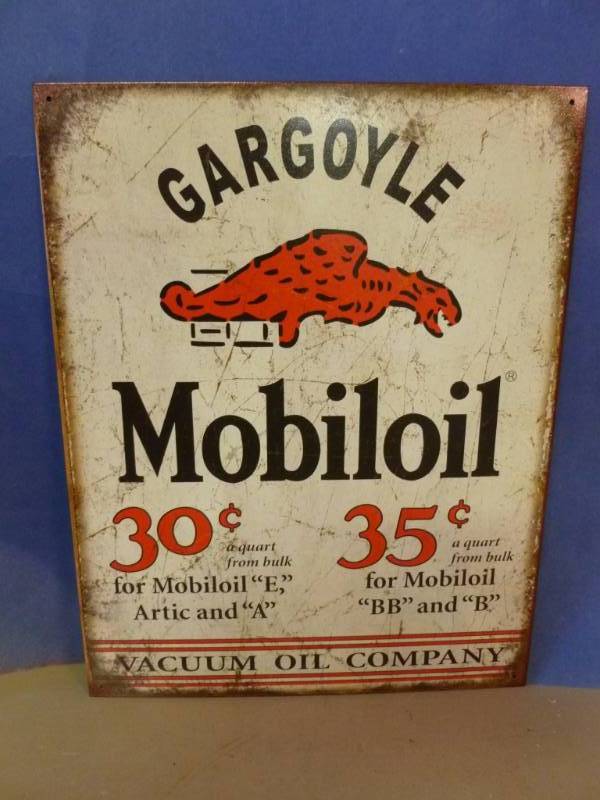 GARGOYLE
Mobiloil®
30¢ a quart
from bulk
for Mobiloil "E,"
Artic and "A"
35¢ a quart
from bulk
for Mobiloil
"BB" and "B"
VACUUM OIL COMPANY